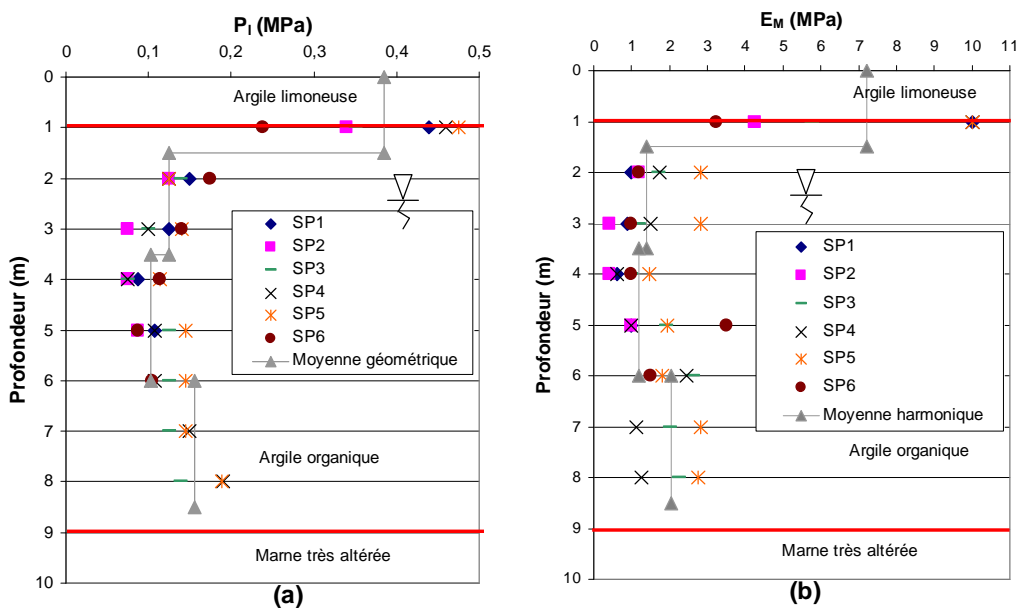 P_l (MPa)
0 0,1 0,2 0,3 0,4 0,5
0
1
2
3
4
5
6
7
8
9
10
Profondeur (m)
Argile limoneuse
SP1
SP2
SP3
SP4
SP5
SP6
Moyenne géométrique
Argile organique
Marne très altérée
(a)
E_M (MPa)
0 1 2 3 4 5 6 7 8 9 10 11
0
1
2
3
4
5
6
7
8
9
10
Profondeur (m)
Argile limoneuse
SP1
SP2
SP3
SP4
SP5
SP6
Moyenne harmonique
Argile organique
Marne très altérée
(b)